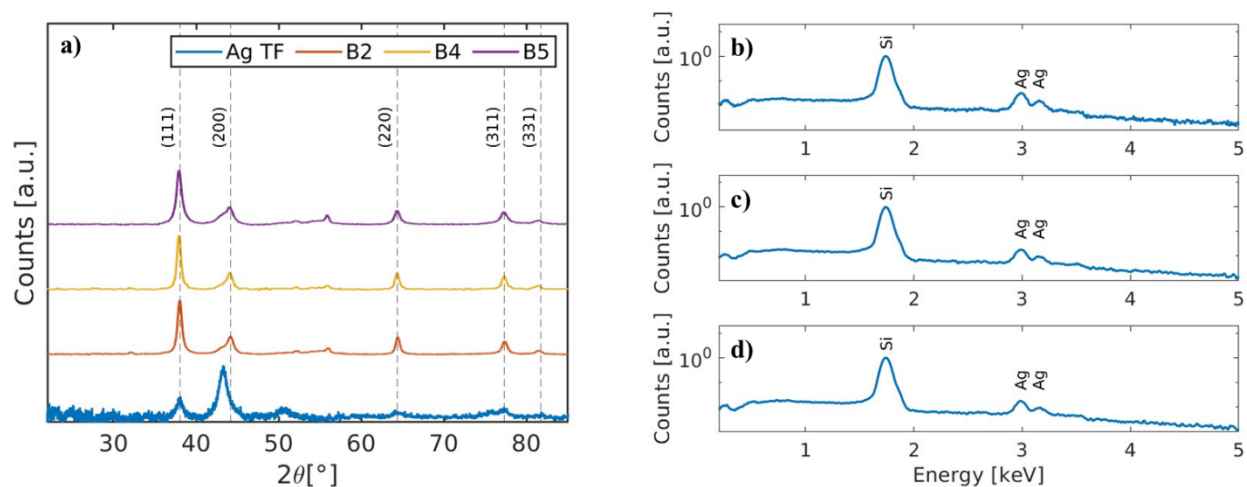 a)
Ag TF B2 B4 B5
(111)
(200)
(220)
(311)
(331)
Counts [a.u.]
30 40 50 60 70 80
2θ[°]
b)
Counts [a.u.]
10⁰
Si
Ag
Ag
1 2 3 4 5
c)
Counts [a.u.]
10⁰
Si
Ag
Ag
1 2 3 4 5
d)
Counts [a.u.]
10⁰
Si
Ag
Ag
1 2 3 4 5
Energy [keV]